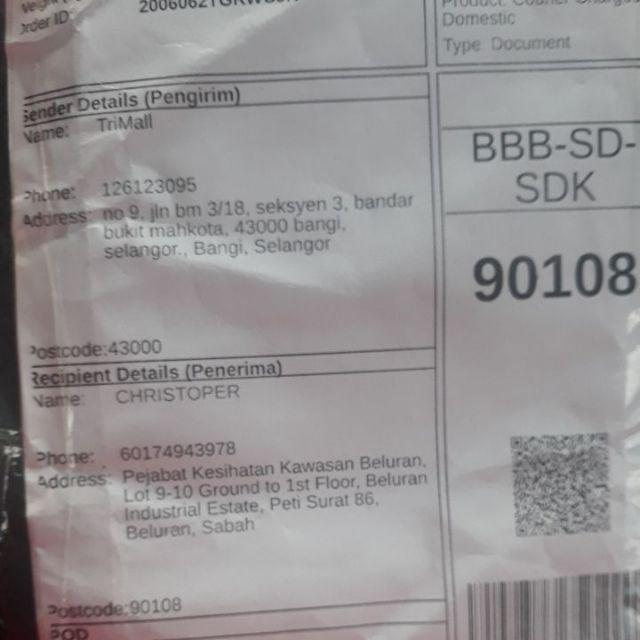 Order ID:
Domestic
Type Document
Sender Details (Pengirim)
Name: TriMall
Phone: 126123095
Address: no 9, jln bm 3/18, seksyen 3, bandar
bukit mahkota, 43000 bangi,
selangor., Bangi, Selangor
Postcode:43000
BBB-SD-
SDK
90108
Recipient Details (Penerima)
Name: CHRISTOPER
Phone: 60174943978
Address: Pejabat Kesihatan Kawasan Beluran,
Lot 9-10 Ground to 1st Floor, Beluran
Industrial Estate, Peti Surat 86,
Beluran, Sabah
Postcode:90108
POD